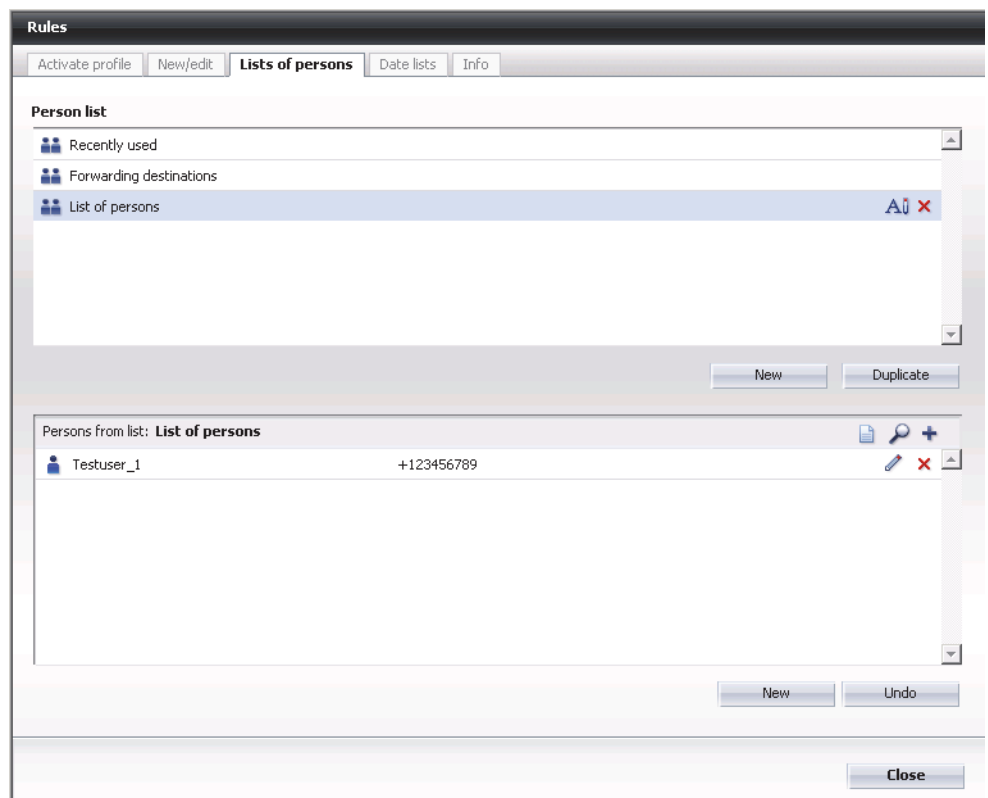 Rules
Activate profile New/edit Lists of persons Date lists Info
Person list
Recently used
Forwarding destinations
List of persons
New Duplicate
Persons from list: List of persons
Testuser_1 +123456789
New Undo
Close